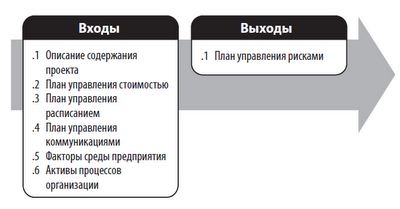 Входы
.1 Описание содержания
проекта
.2 План управления стоимостью
.3 План управления
расписанием
.4 План управления
коммуникациями
.5 Факторы среды предприятия
.6 Активы процессов
организации
Выходы
.1 План управления рисками